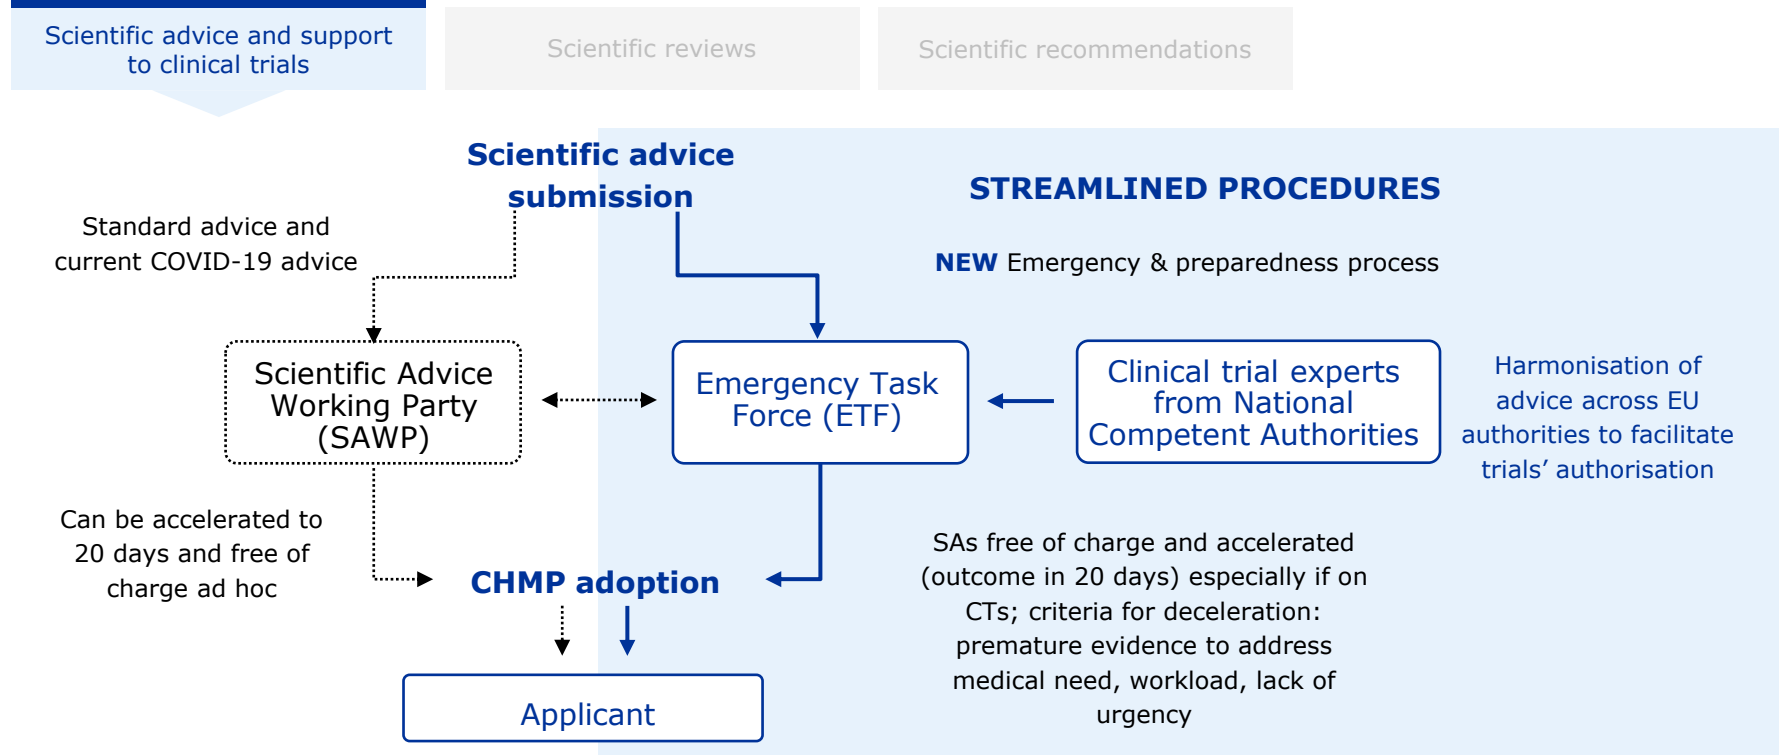 Scientific advice and support
to clinical trials
Scientific reviews
Scientific recommendations
Scientific advice
submission
STREAMLINED PROCEDURES
Standard advice and
current COVID-19 advice
NEW Emergency & preparedness process
Scientific Advice
Working Party
(SAWP)
Emergency Task
Force (ETF)
Clinical trial experts
from National
Competent Authorities
Harmonisation of
advice across EU
authorities to facilitate
trials’ authorisation
Can be accelerated to
20 days and free of
charge ad hoc
CHMP adoption
SAs free of charge and accelerated
(outcome in 20 days) especially if on
CTs; criteria for deceleration:
premature evidence to address
medical need, workload, lack of
urgency
Applicant